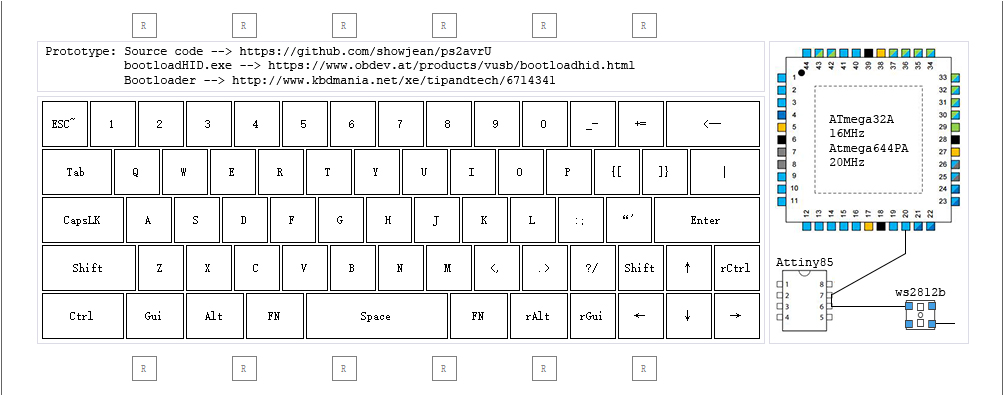 R R R R R R
Prototype: Source code --> https://github.com/showjean/ps2avrU
bootloadHID.exe --> https://www.obdev.at/products/vusb/bootloadhid.html
Bootloader --> http://www.kbdmania.net/xe/tipandtech/6714341
ESC~ 1 2 3 4 5 6 7 8 9 0 _- += <--
Tab Q W E R T Y U I O P {[ ]} |
CapsLK A S D F G H J K L :; “' Enter
Shift Z X C V B N M <, .> ?/ Shift ↑ rCtrl
Ctrl Gui Alt FN Space FN rAlt rGui ← ↓ →
R R R R R R
44 43 42 41 40 39 38 37 36 35 34
1 2 3 4 5 6 7 8 9 10 11
ATmega32A
16MHz
Atmega644PA
20MHz
33 32 31 30 29 28 27 26 25 24 23
12 13 14 15 16 17 18 19 20 21 22
Attiny85
1 8
2 7
3 6
4 5
ws2812b